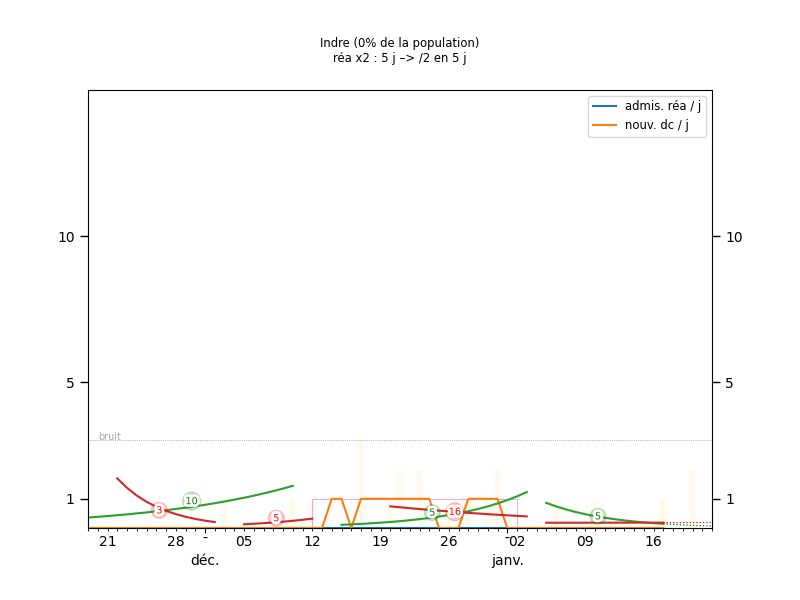 Indre (0% de la population)
réa x2 : 5 j –> /2 en 5 j
admis. réa / j
nouv. dc / j
10 10
5 5
bruit
1 1
3 10 5 5 16 5
21 28 - 05 12 19 26 - 02 09 16
déc. janv.